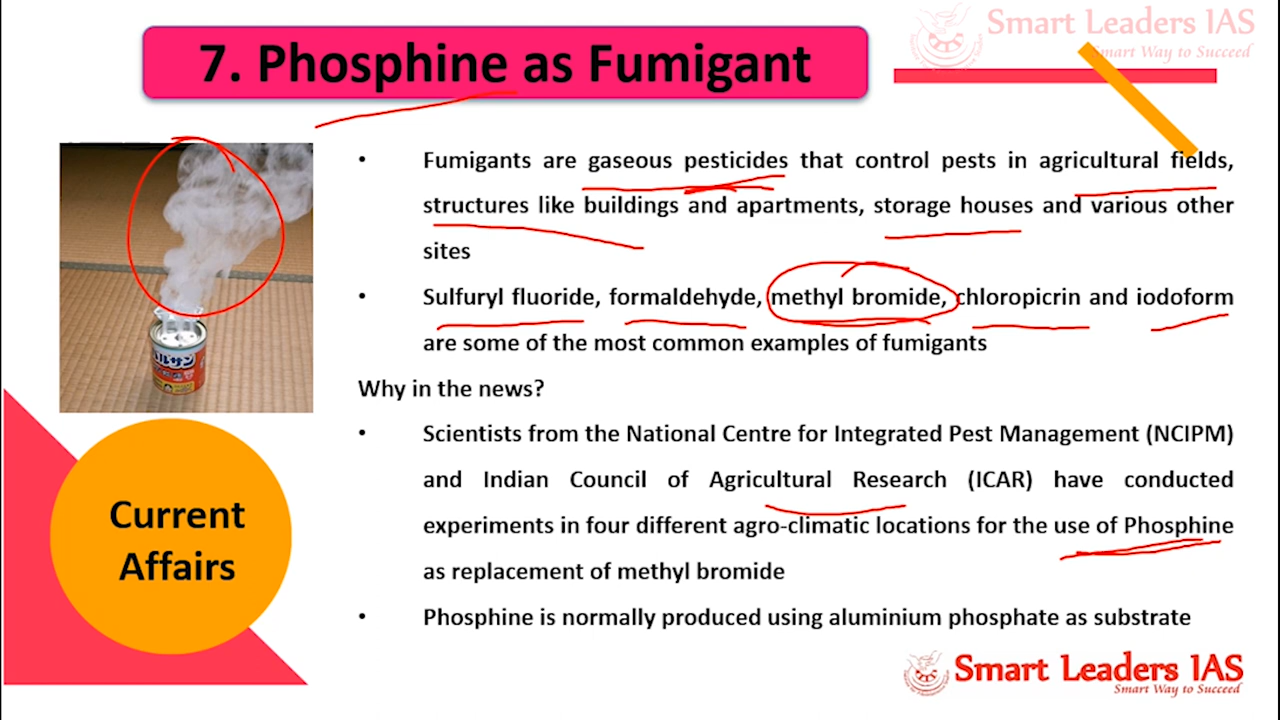 Smart Leaders IAS
Smart Way to Succeed
7. Phosphine as Fumigant
• Fumigants are gaseous pesticides that control pests in agricultural fields,
structures like buildings and apartments, storage houses and various other
sites
• Sulfuryl fluoride, formaldehyde, methyl bromide, chloropicrin and iodoform
are some of the most common examples of fumigants
Why in the news?
• Scientists from the National Centre for Integrated Pest Management (NCIPM)
and Indian Council of Agricultural Research (ICAR) have conducted
experiments in four different agro-climatic locations for the use of Phosphine
as replacement of methyl bromide
• Phosphine is normally produced using aluminium phosphate as substrate
ルサン
Current
Affairs
Smart Leaders IAS
Smart Way to Succeed